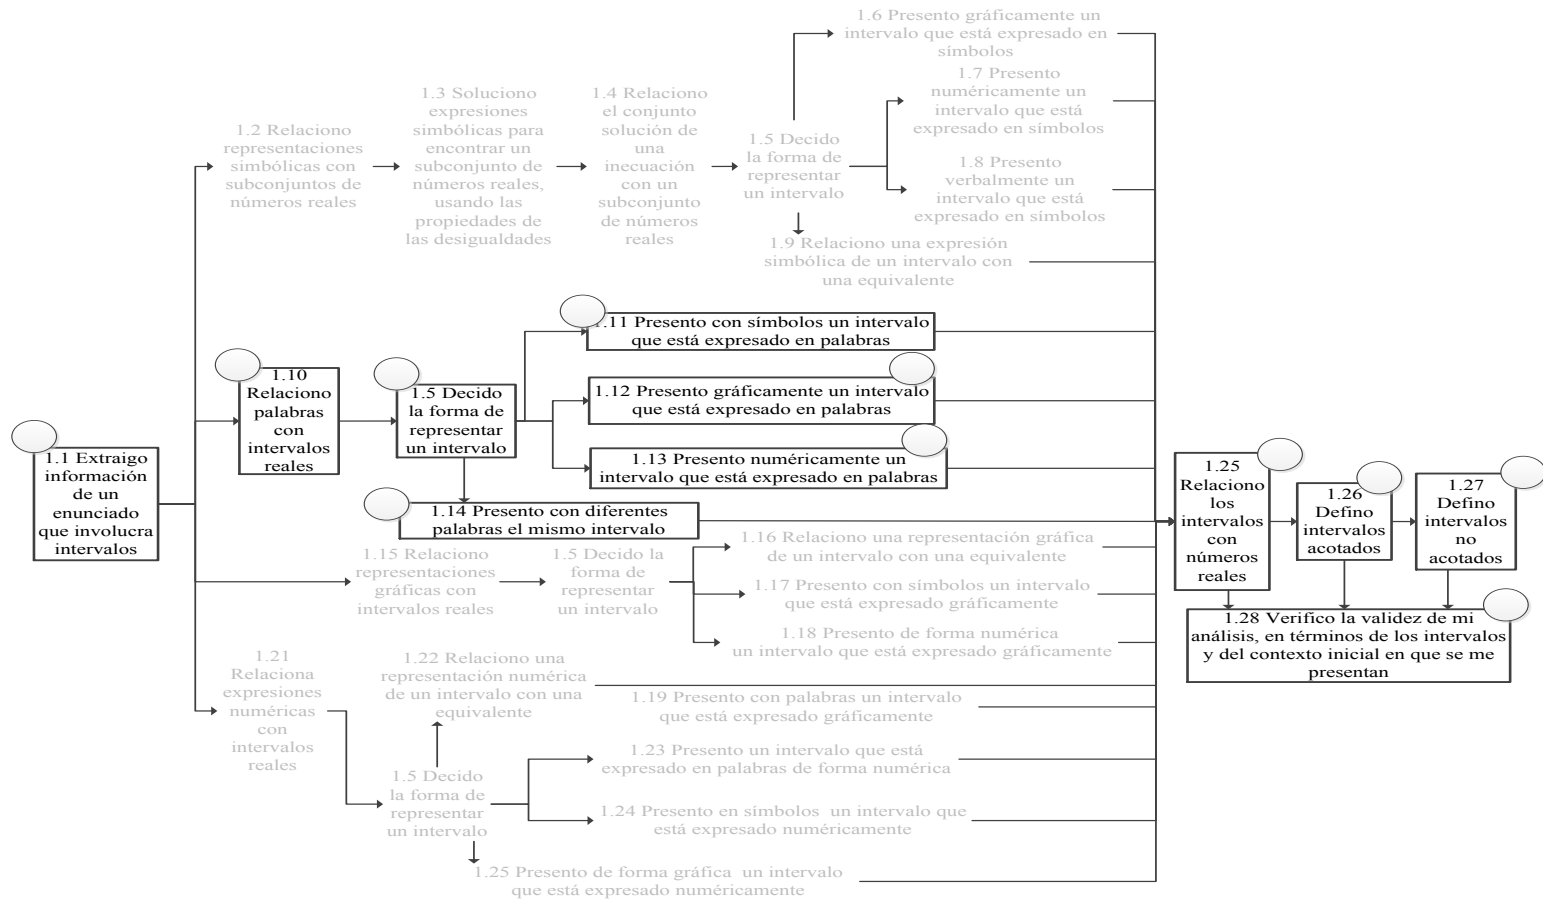 1.6 Presento gráficamente un
intervalo que está expresado en
símbolos
1.7 Presento
numéricamente un
intervalo que está
expresado en símbolos
1.8 Presento
verbalmente un
intervalo que está
expresado en símbolos
1.2 Relaciono
representaciones
simbólicas con
subconjuntos de
números reales
1.3 Soluciono
expresiones
simbólicas para
encontrar un
subconjunto de
números reales,
usando las
propiedades de
las desigualdades
1.4 Relaciono
el conjunto
solución de
una
inecuación
con un
subconjunto
de números
reales
1.5 Decido
la forma de
representar
un intervalo
1.9 Relaciono una expresión
simbólica de un intervalo con
una equivalente
1.11 Presento con símbolos un intervalo
que está expresado en palabras
1.10
Relaciono
palabras
con
intervalos
reales
1.5 Decido
la forma de
representar
un intervalo
1.12 Presento gráficamente un intervalo
que está expresado en palabras
1.13 Presento numéricamente un
intervalo que está expresado en palabras
1.1 Extraigo
información
de un
enunciado
que involucra
intervalos
1.14 Presento con diferentes
palabras el mismo intervalo
1.25
Relaciono
los
intervalos
con
números
reales
1.26
Defino
intervalos
acotados
1.27
Defino
intervalos
no
acotados
1.15 Relaciono
representaciones
gráficas con
intervalos reales
1.5 Decido la
forma de
representar
un intervalo
1.16 Relaciono una representación gráfica
de un intervalo con una equivalente
1.17 Presento con símbolos un intervalo
que está expresado gráficamente
1.18 Presento de forma numérica
un intervalo que está expresado gráficamente
1.28 Verifico la validez de mi
análisis, en términos de los intervalos
y del contexto inicial en que se me
presentan
1.21
Relaciona
expresiones
numéricas
con
intervalos
reales
1.22 Relaciono una
representación numérica
de un intervalo con una
equivalente
1.19 Presento con palabras un intervalo
que está expresado gráficamente
1.5 Decido
la forma de
representar
un intervalo
1.23 Presento un intervalo que está
expresado en palabras de forma numérica
1.24 Presento en símbolos un intervalo que
está expresado numéricamente
1.25 Presento de forma gráfica un intervalo
que está expresado numéricamente